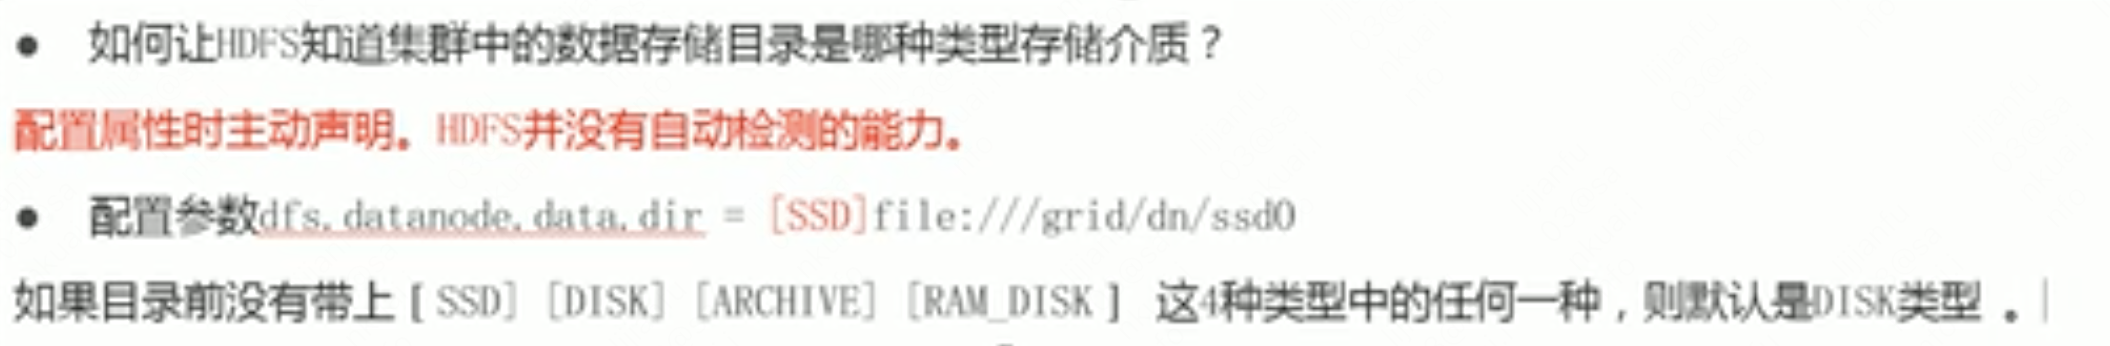 ● 如何让HDFS知道集群中的数据存储目录是哪种类型存储介质？
配置属性时主动声明。HDFS并没有自动检测的能力。
● 配置参数dfs.datanode.data.dir = [SSD]file:///grid/dn/ssd0
如果目录前没有带上[SSD] [DISK] [ARCHIVE] [RAM_DISK] 这4种类型中的任何一种，则默认是DISK类型 。